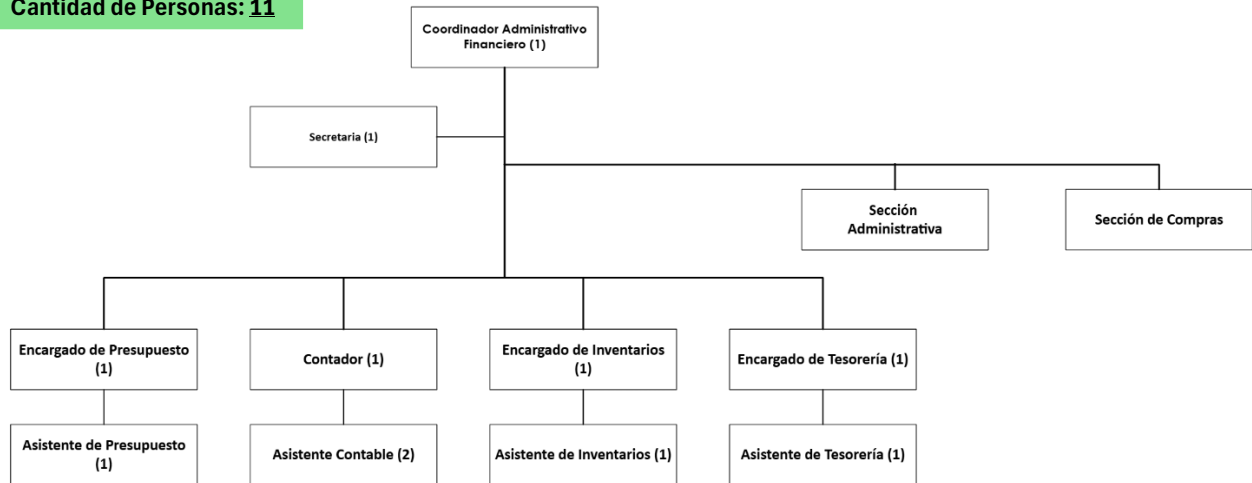 Cantidad de Personas: 11
Coordinador Administrativo
Financiero (1)
Secretaria (1)
Sección
Administrativa
Sección de Compras
Encargado de Presupuesto
(1)
Contador (1)
Encargado de Inventarios
(1)
Encargado de Tesorería (1)
Asistente de Presupuesto
(1)
Asistente Contable (2)
Asistente de Inventarios (1)
Asistente de Tesorería (1)